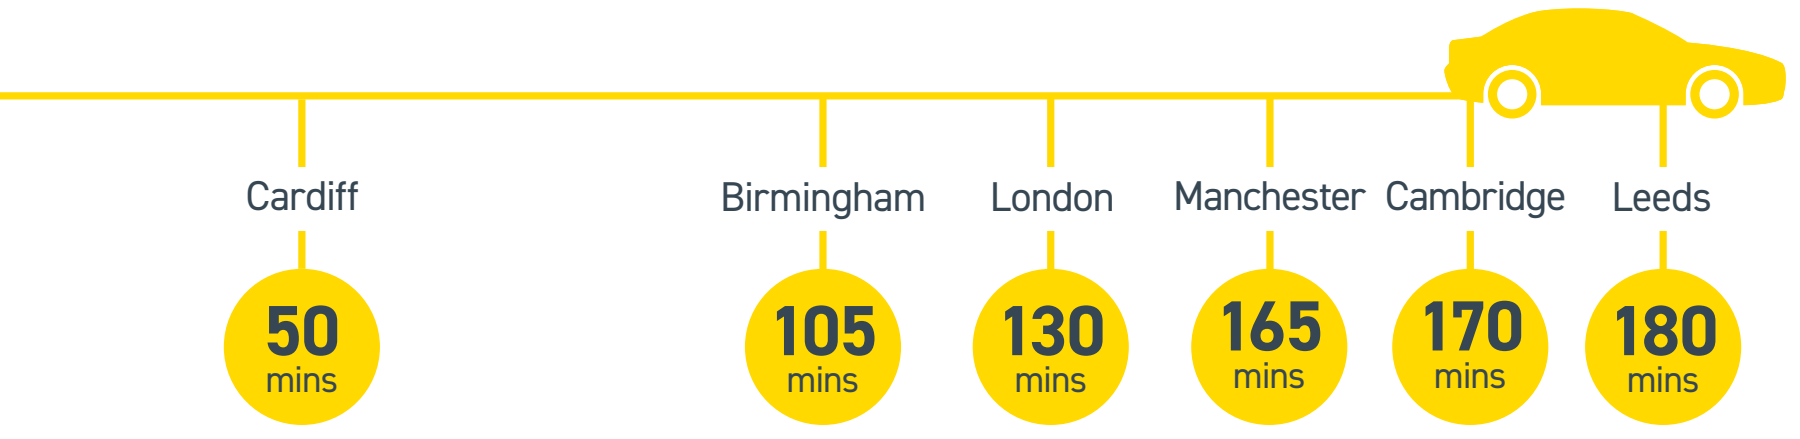 Cardiff
50
mins
Birmingham
105
mins
London
130
mins
Manchester
165
mins
Cambridge
170
mins
Leeds
180
mins